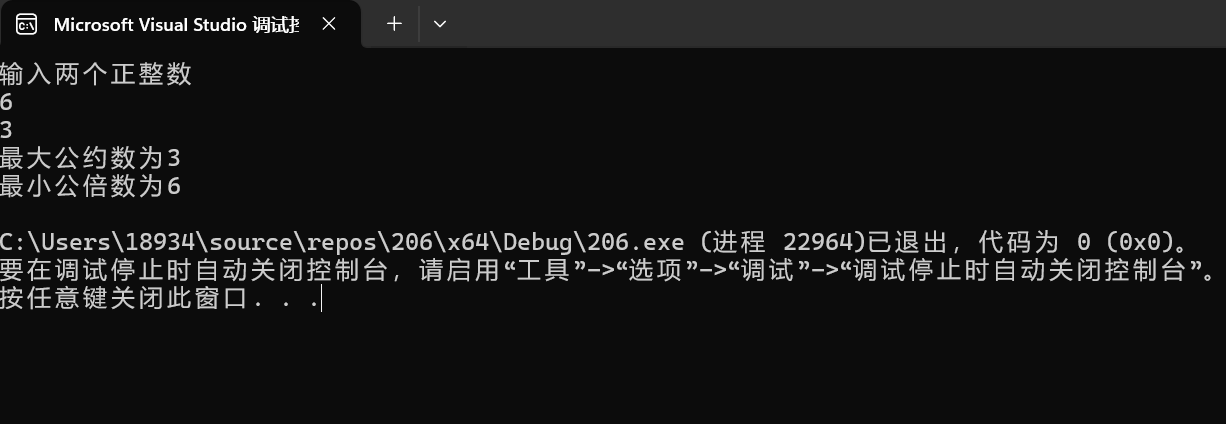 Microsoft Visual Studio 调试
输入两个正整数
6
3
最大公约数为3
最小公倍数为6
C:\Users\18934\source\repos\206\x64\Debug\206.exe (进程 22964)已退出，代码为 0 (0x0)。
要在调试停止时自动关闭控制台，请启用“工具”->“选项”->“调试”->“调试停止时自动关闭控制台”。
按任意键关闭此窗口. . .